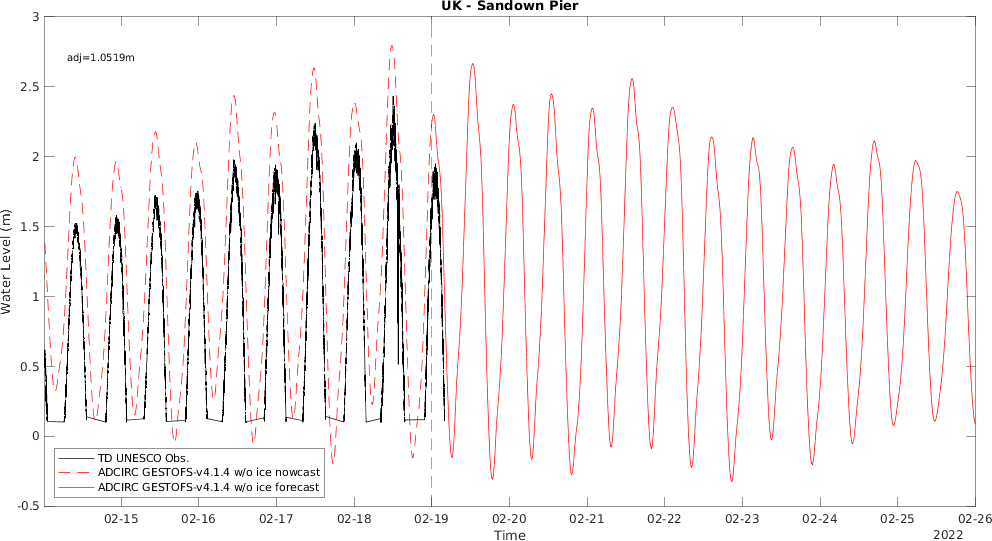 UK - Sandown Pier
adj=1.0519m
3
2.5
2
1.5
1
0.5
0
-0.5
Water Level (m)
TD UNESCO Obs.
ADCIRC GESTOFS-v4.1.4 w/o ice nowcast
ADCIRC GESTOFS-v4.1.4 w/o ice forecast
02-15 02-16 02-17 02-18 02-19 02-20 02-21 02-22 02-23 02-24 02-25 02-26
Time
2022